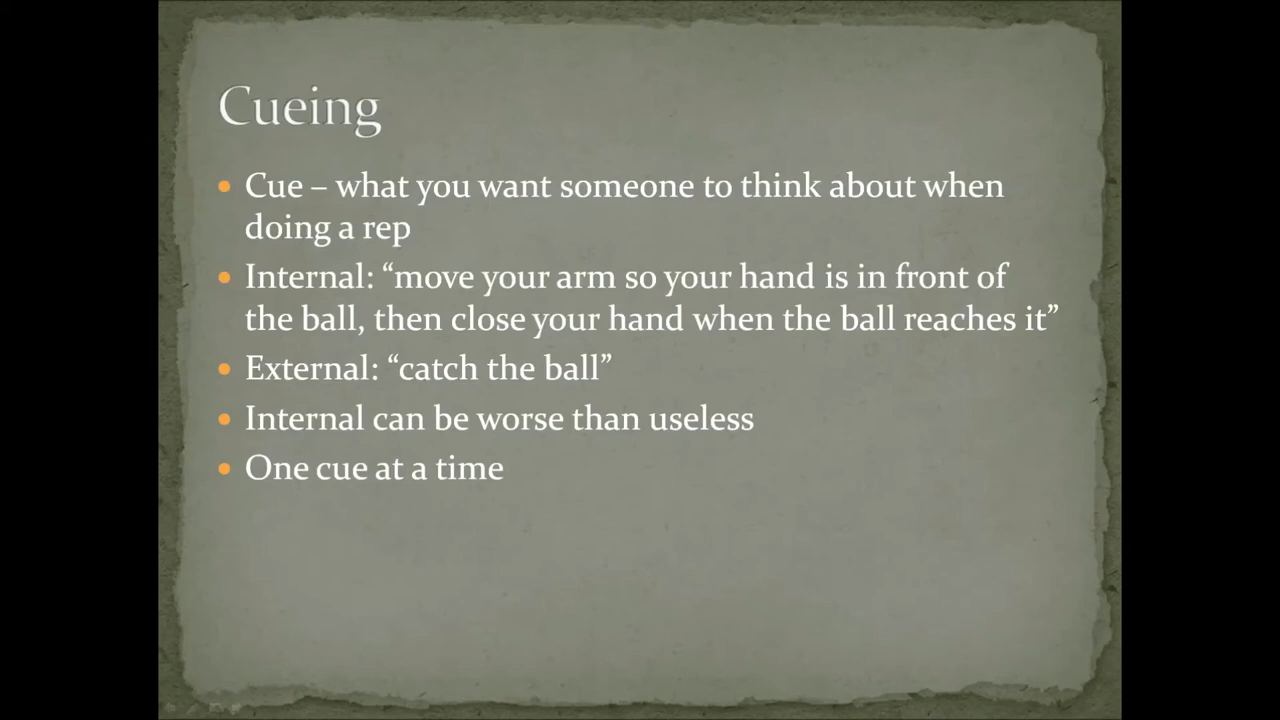 Cueing
• Cue – what you want someone to think about when
doing a rep
• Internal: “move your arm so your hand is in front of
the ball, then close your hand when the ball reaches it”
• External: “catch the ball”
• Internal can be worse than useless
• One cue at a time